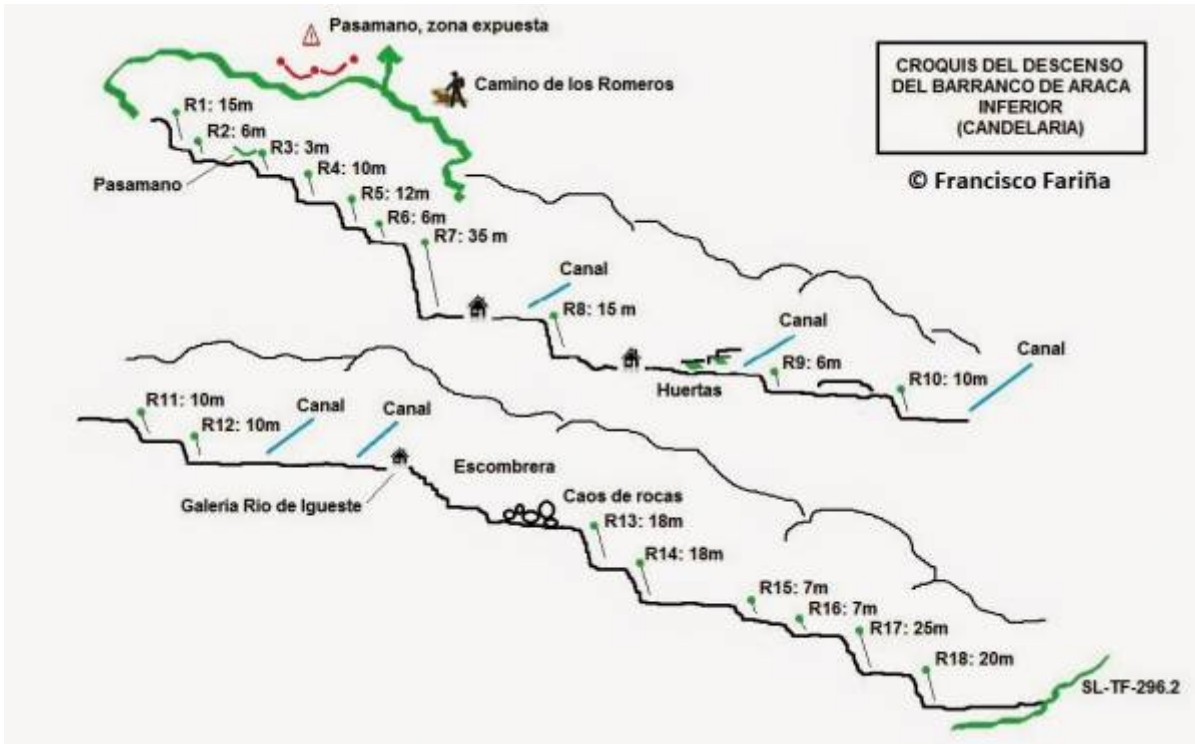 Pasamano, zona expuesta
Camino de los Romeros
CROQUIS DEL DESCENSO
DEL BARRANCO DE ARACA
INFERIOR
(CANDELARIA)
© Francisco Fariña
R1: 15m
R2: 6m
R3: 3m
Pasamano
R4: 10m
R5: 12m
R6: 6m
R7: 35 m
Canal
R8: 15 m
Canal
Huertas
R9: 6m
Canal
R10: 10m
R11: 10m
R12: 10m
Canal
Canal
Galeria Rio de Igueste
Escombrera
Caos de rocas
R13: 18m
R14: 18m
R15: 7m
R16: 7m
R17: 25m
R18: 20m
SL-TF-296.2